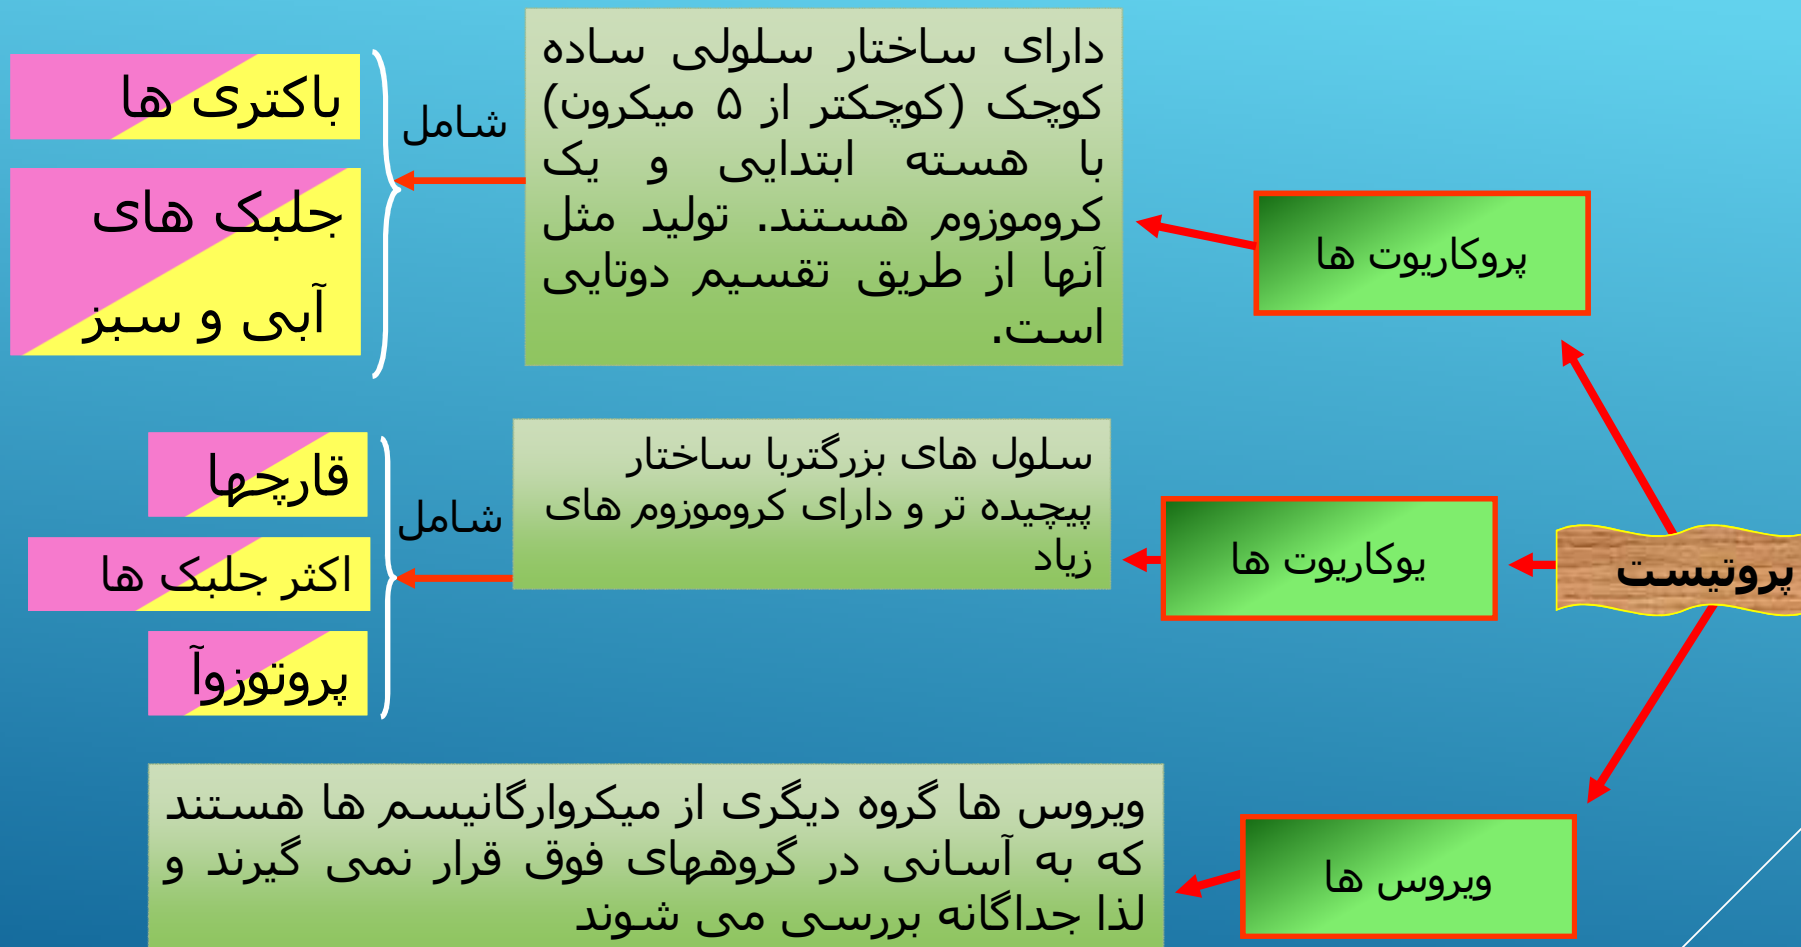 پروتیست
پروکاریوت ها
دارای ساختار سلولی ساده
کوچک (کوچکتر از ۵ میکرون)
با هسته ابتدایی و یک
کروموزوم هستند. تولید مثل
آنها از طریق تقسیم دوتایی
است.
شامل
باکتری ها
جلبک های
آبی و سبز
یوکاریوت ها
سلول های بزرگتربا ساختار
پیچیده تر و دارای کروموزوم های
زیاد
شامل
قارچها
اکثر جلبک ها
پروتوزوآ
ویروس ها
ویروس ها گروه دیگری از میکروارگانیسم ها هستند
که به آسانی در گروههای فوق قرار نمی گیرند و
لذا جداگانه بررسی می شوند